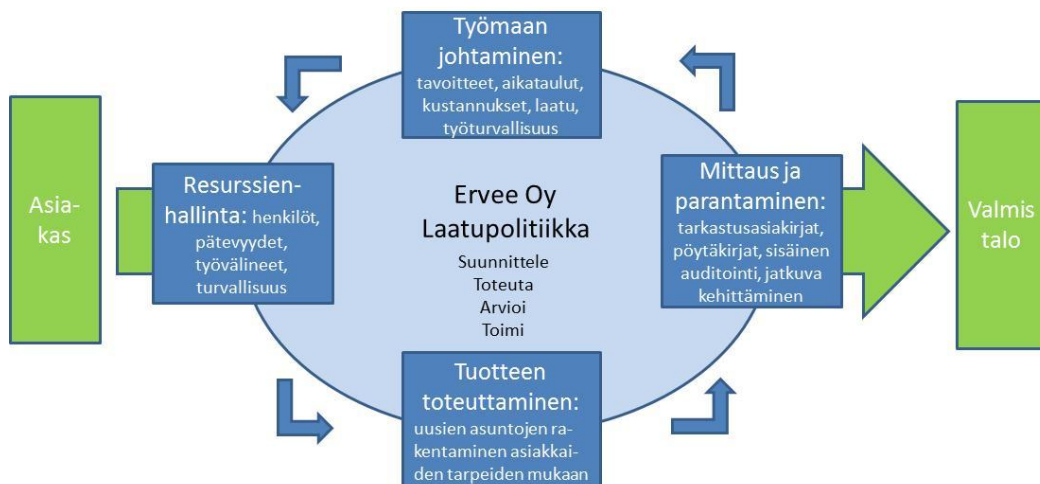 Työmaan
johtaminen:
tavoitteet, aikataulut,
kustannukset, laatu,
työturvallisuus
Asia-
kas
Resurssien-
hallinta: henkilöt,
pätevyydet,
työvälineet,
turvallisuus
Ervee Oy
Laatupolitiikka
Suunnittele
Toteuta
Arvioi
Toimi
Mittaus ja
parantaminen:
tarkastusasiakirjat,
pöytäkirjat, sisäinen
auditointi, jatkuva
kehittäminen
Valmis
talo
Tuotteen
toteuttaminen:
uusien asuntojen ra-
kentaminen asiakkai-
den tarpeiden mukaan